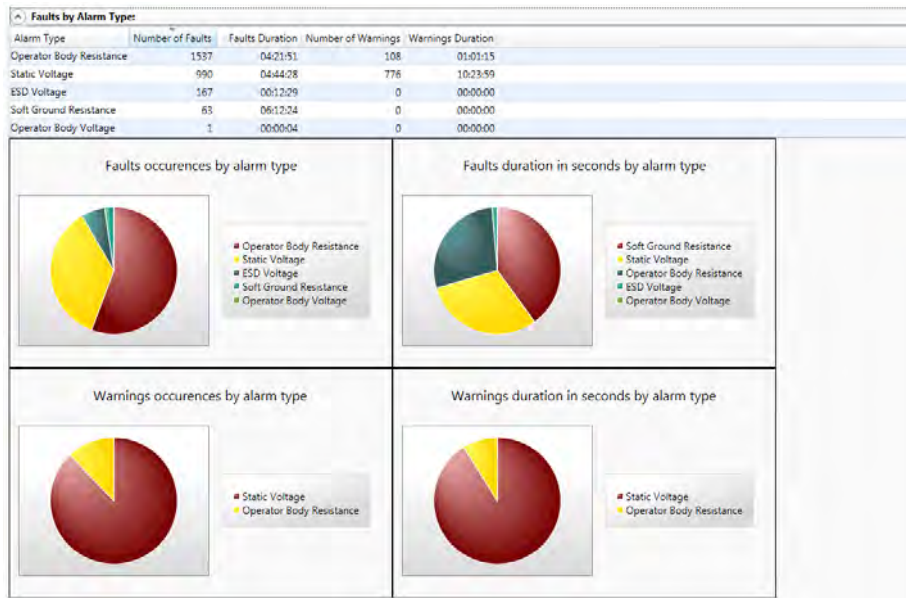 Faults by Alarm Type:
Alarm Type Number of Faults Faults Duration Number of Warnings Warnings Duration
Operator Body Resistance 1537 04:21:51 108 01:01:15
Static Voltage 990 04:44:28 776 10:23:59
ESD Voltage 167 00:12:29 0 00:00:00
Soft Ground Resistance 63 06:12:24 0 00:00:00
Operator Body Voltage 1 00:00:04 0 00:00:00
Faults occurences by alarm type
Operator Body Resistance
Static Voltage
ESD Voltage
Soft Ground Resistance
Operator Body Voltage
Faults duration in seconds by alarm type
Soft Ground Resistance
Static Voltage
Operator Body Resistance
ESD Voltage
Operator Body Voltage
Warnings occurences by alarm type
Static Voltage
Operator Body Resistance
Warnings duration in seconds by alarm type
Static Voltage
Operator Body Resistance